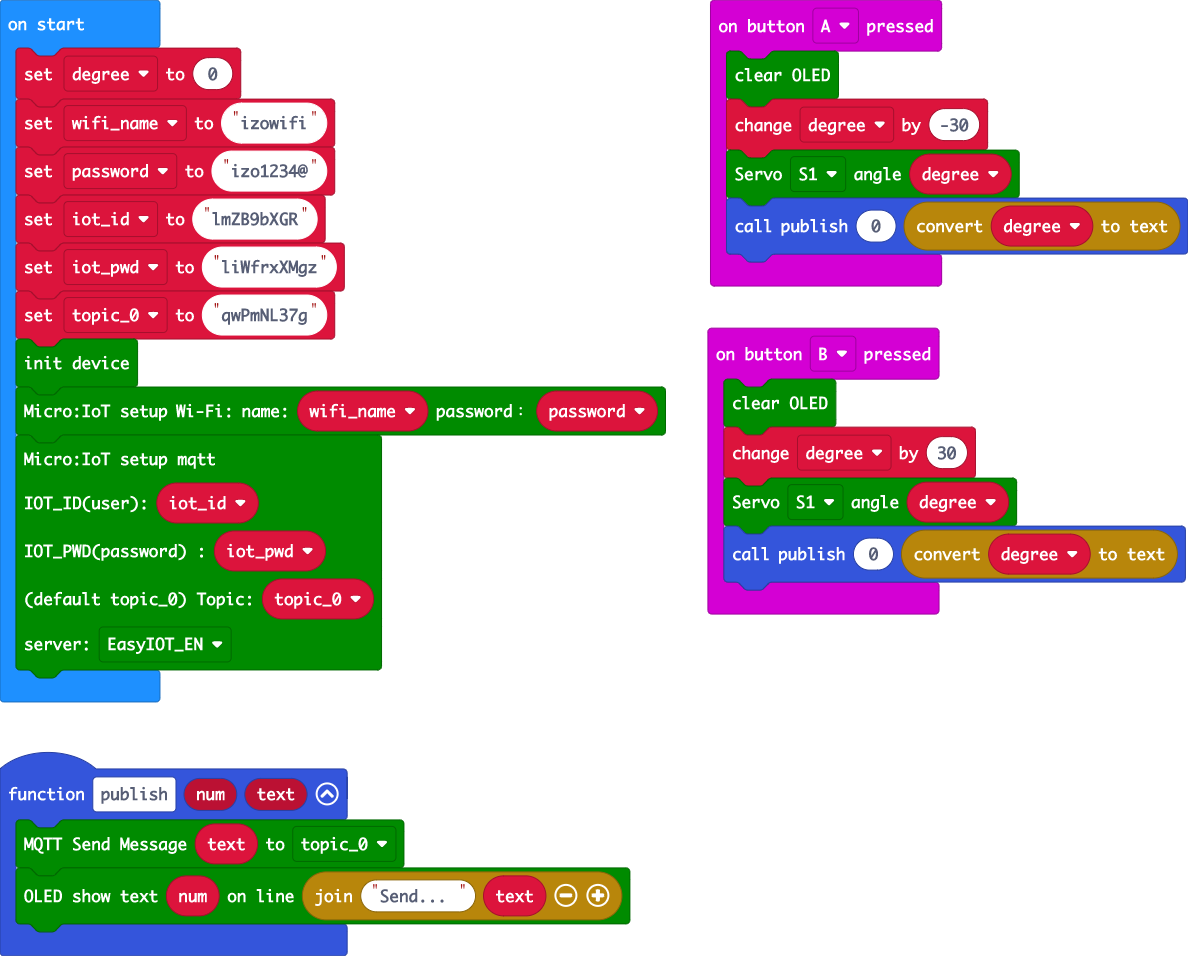 on start
set degree to 0
set wifi_name to "izowifi"
set password to "izo1234@"
set iot_id to "lmZB9bXGR"
set iot_pwd to "liWfrxXMgz"
set topic_0 to "qwPmNL37g"
init device
Micro:IoT setup Wi-Fi: name: wifi_name password: password
Micro:IoT setup mqtt
IOT_ID(user): iot_id
IOT_PWD(password) : iot_pwd
(default topic_0) Topic: topic_0
server: EasyIOT_EN
on button A pressed
clear OLED
change degree by -30
Servo S1 angle degree
call publish 0 convert degree to text
on button B pressed
clear OLED
change degree by 30
Servo S1 angle degree
call publish 0 convert degree to text
function publish num text
MQTT Send Message text to topic_0
OLED show text num on line join "Send... " text